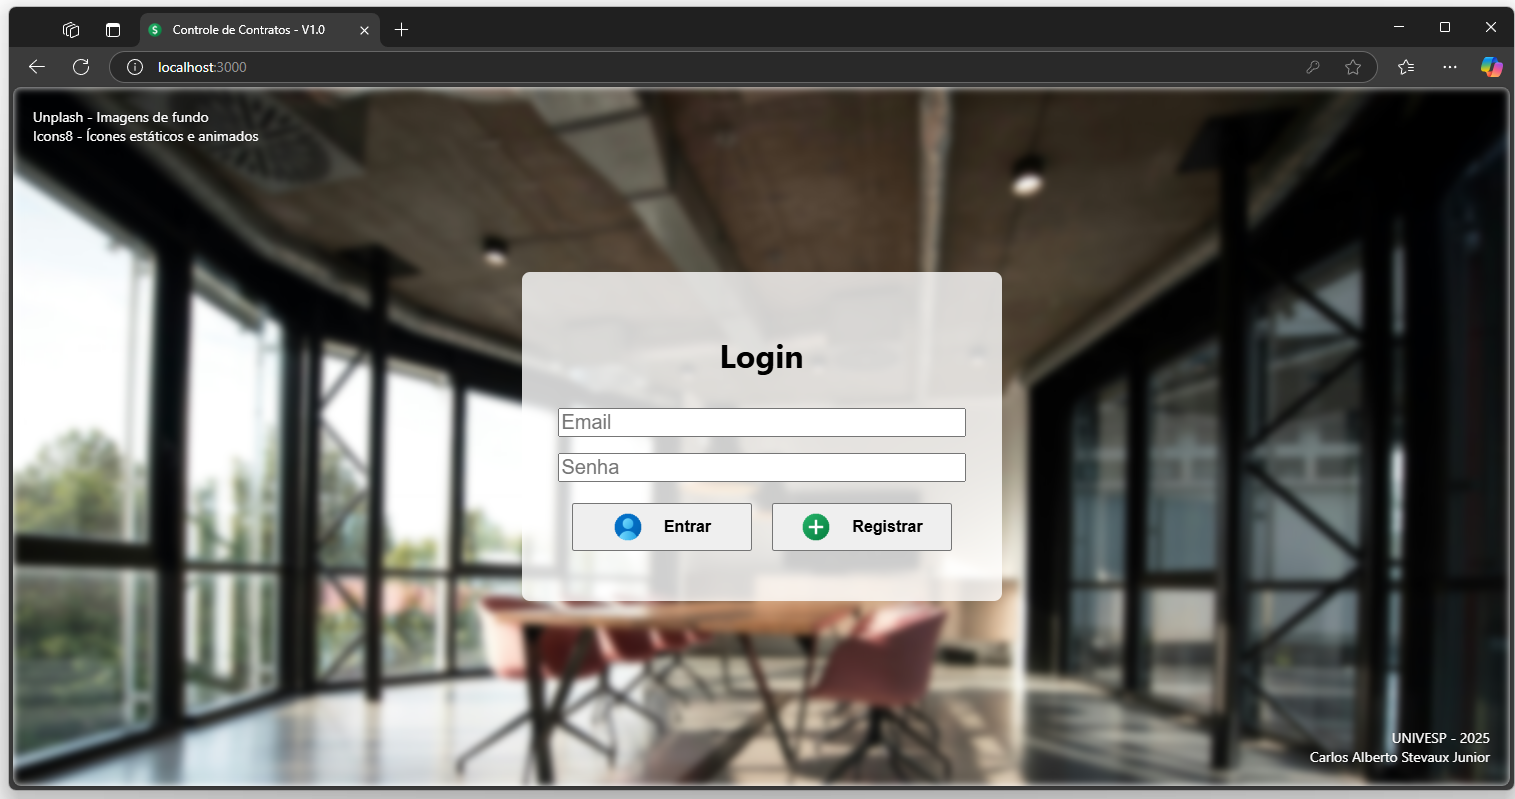 Controle de Contratos - V1.0
localhost:3000
Unplash - Imagens de fundo
Icons8 - Ícones estáticos e animados
Login
Email
Senha
Entrar
Registrar
UNIVESP - 2025
Carlos Alberto Stevaux Junior